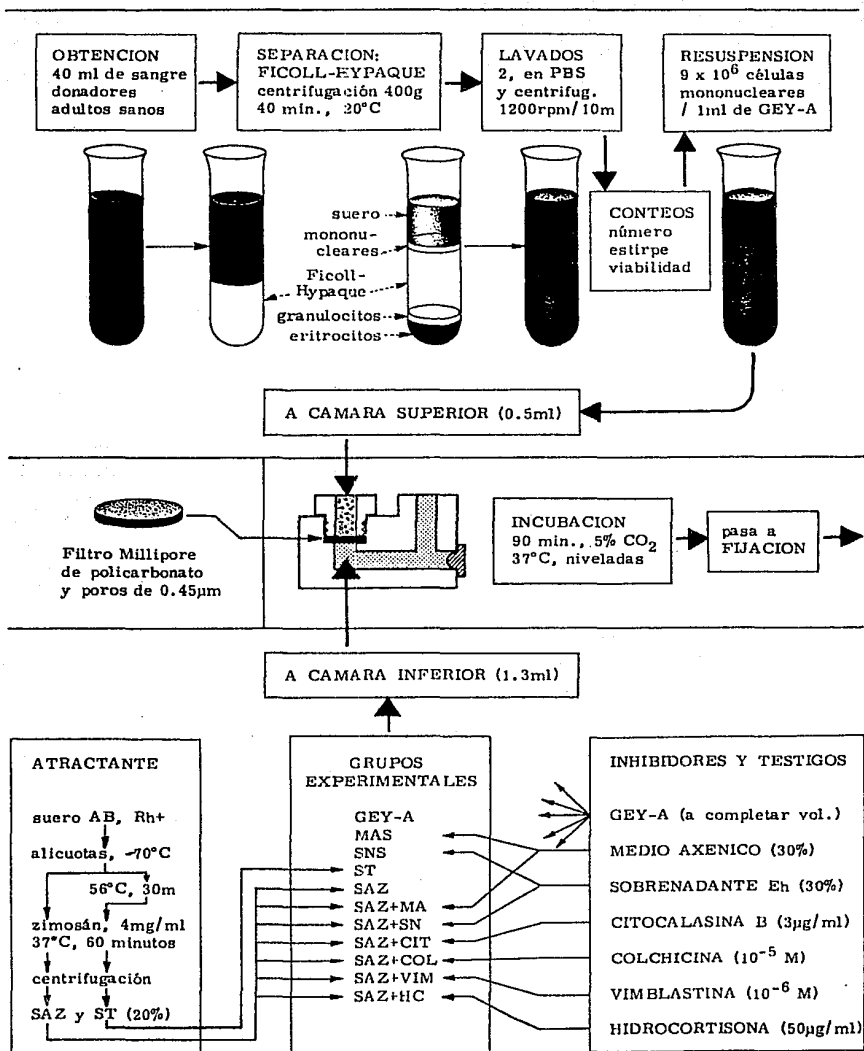 OBTENCION
40 ml de sangre
donadores
adultos sanos
SEPARACION:
FICOLL-HYPAQUE
centrifugación 400g
40 min., 20°C
LAVADOS
2, en PBS
y centrifug.
1200rpm/10m
RESUSPENSION
9 x 10⁶ células
mononucleares
/ 1ml de GEY-A
suero
mononu-
cleares
Ficoll-
Hypaque
granulocitos
eritrocitos
CONTEOS
número
estirpe
viabilidad
A CAMARA SUPERIOR (0.5ml)
Filtro Millipore
de policarbonato
y poros de 0.45µm
INCUBACION
90 min., 5% CO₂
37°C, niveladas
pasa a
FIJACION
A CAMARA INFERIOR (1.3ml)
ATRACTANTE
suero AB, Rh+
alicuotas, -70°C
56°C, 30m
zimosán, 4mg/ml
37°C, 60 minutos
centrifugación
SAZ y ST (20%)
GRUPOS
EXPERIMENTALES
GEY-A
MAS
SNS
ST
SAZ
SAZ+MA
SAZ+SN
SAZ+CIT
SAZ+COL
SAZ+VIM
SAZ+HC
INHIBIDORES Y TESTIGOS
GEY-A (a completar vol.)
MEDIO AXENICO (30%)
SOBRENADANTE Eh (30%)
CITOCALASINA B (3µg/ml)
COLCHICINA (10⁻⁵ M)
VIMBLASTINA (10⁻⁶ M)
HIDROCORTISONA (50µg/ml)